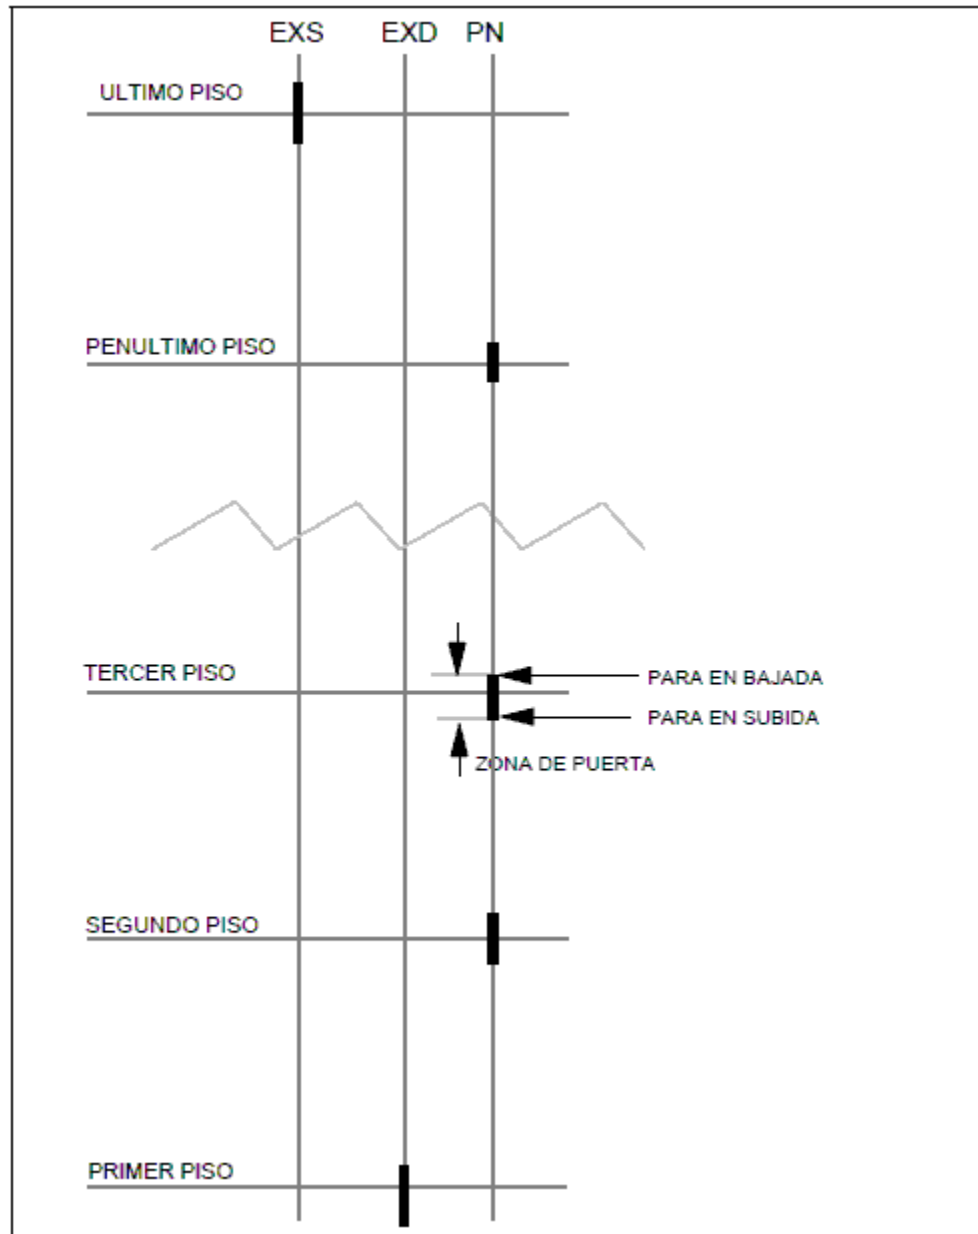 EXS EXD PN
ULTIMO PISO
PENULTIMO PISO
TERCER PISO
PARA EN BAJADA
PARA EN SUBIDA
ZONA DE PUERTA
SEGUNDO PISO
PRIMER PISO